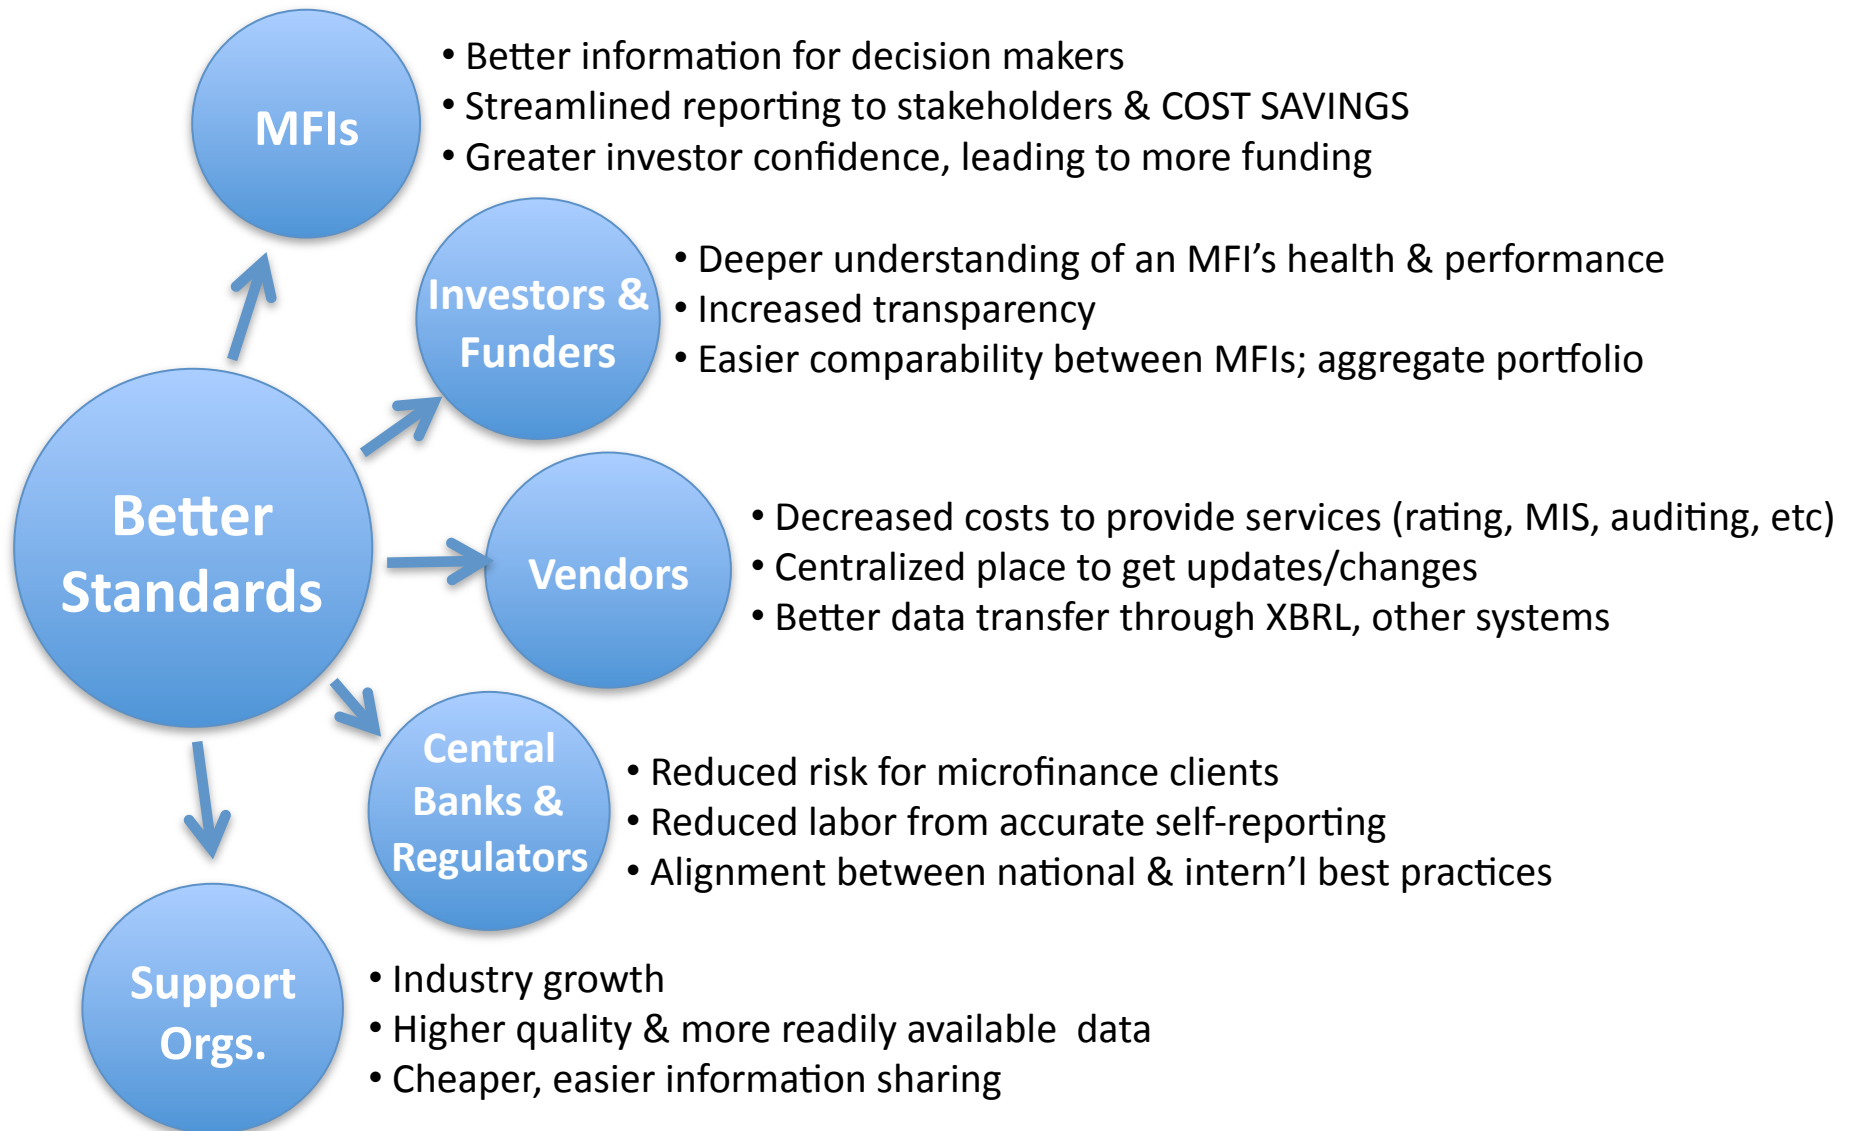 MFIs
• Better information for decision makers
• Streamlined reporting to stakeholders & COST SAVINGS
• Greater investor confidence, leading to more funding
Investors &
Funders
• Deeper understanding of an MFI’s health & performance
• Increased transparency
• Easier comparability between MFIs; aggregate portfolio
Better
Standards
Vendors
• Decreased costs to provide services (rating, MIS, auditing, etc)
• Centralized place to get updates/changes
• Better data transfer through XBRL, other systems
Central
Banks &
Regulators
• Reduced risk for microfinance clients
• Reduced labor from accurate self-reporting
• Alignment between national & intern’l best practices
Support
Orgs.
• Industry growth
• Higher quality & more readily available  data
• Cheaper, easier information sharing